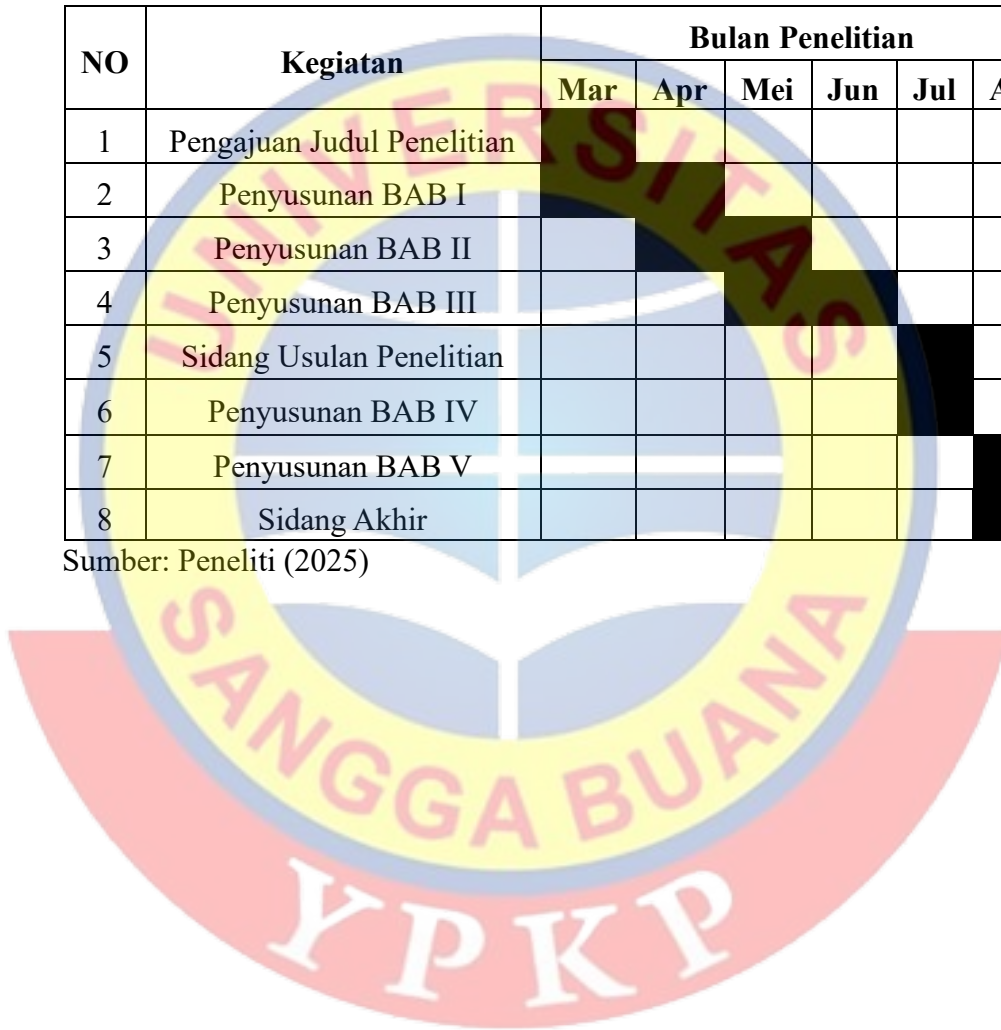 NO Kegiatan Bulan Penelitian
Mar Apr Mei Jun Jul A
1 Pengajuan Judul Penelitian
2 Penyusunan BAB I
3 Penyusunan BAB II
4 Penyusunan BAB III
5 Sidang Usulan Penelitian
6 Penyusunan BAB IV
7 Penyusunan BAB V
8 Sidang Akhir
Sumber: Peneliti (2025)
UNIVERSITAS
SANGGA BUANA
YPKP